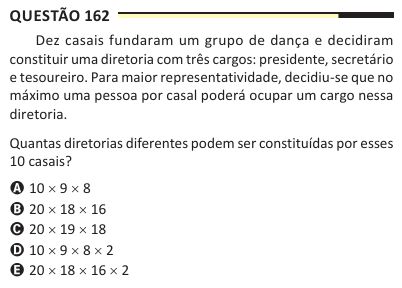 QUESTÃO 162
Dez casais fundaram um grupo de dança e decidiram
constituir uma diretoria com três cargos: presidente, secretário
e tesoureiro. Para maior representatividade, decidiu-se que no
máximo uma pessoa por casal poderá ocupar um cargo nessa
diretoria.
Quantas diretorias diferentes podem ser constituídas por esses
10 casais?
A 10 × 9 × 8
B 20 × 18 × 16
C 20 × 19 × 18
D 10 × 9 × 8 × 2
E 20 × 18 × 16 × 2